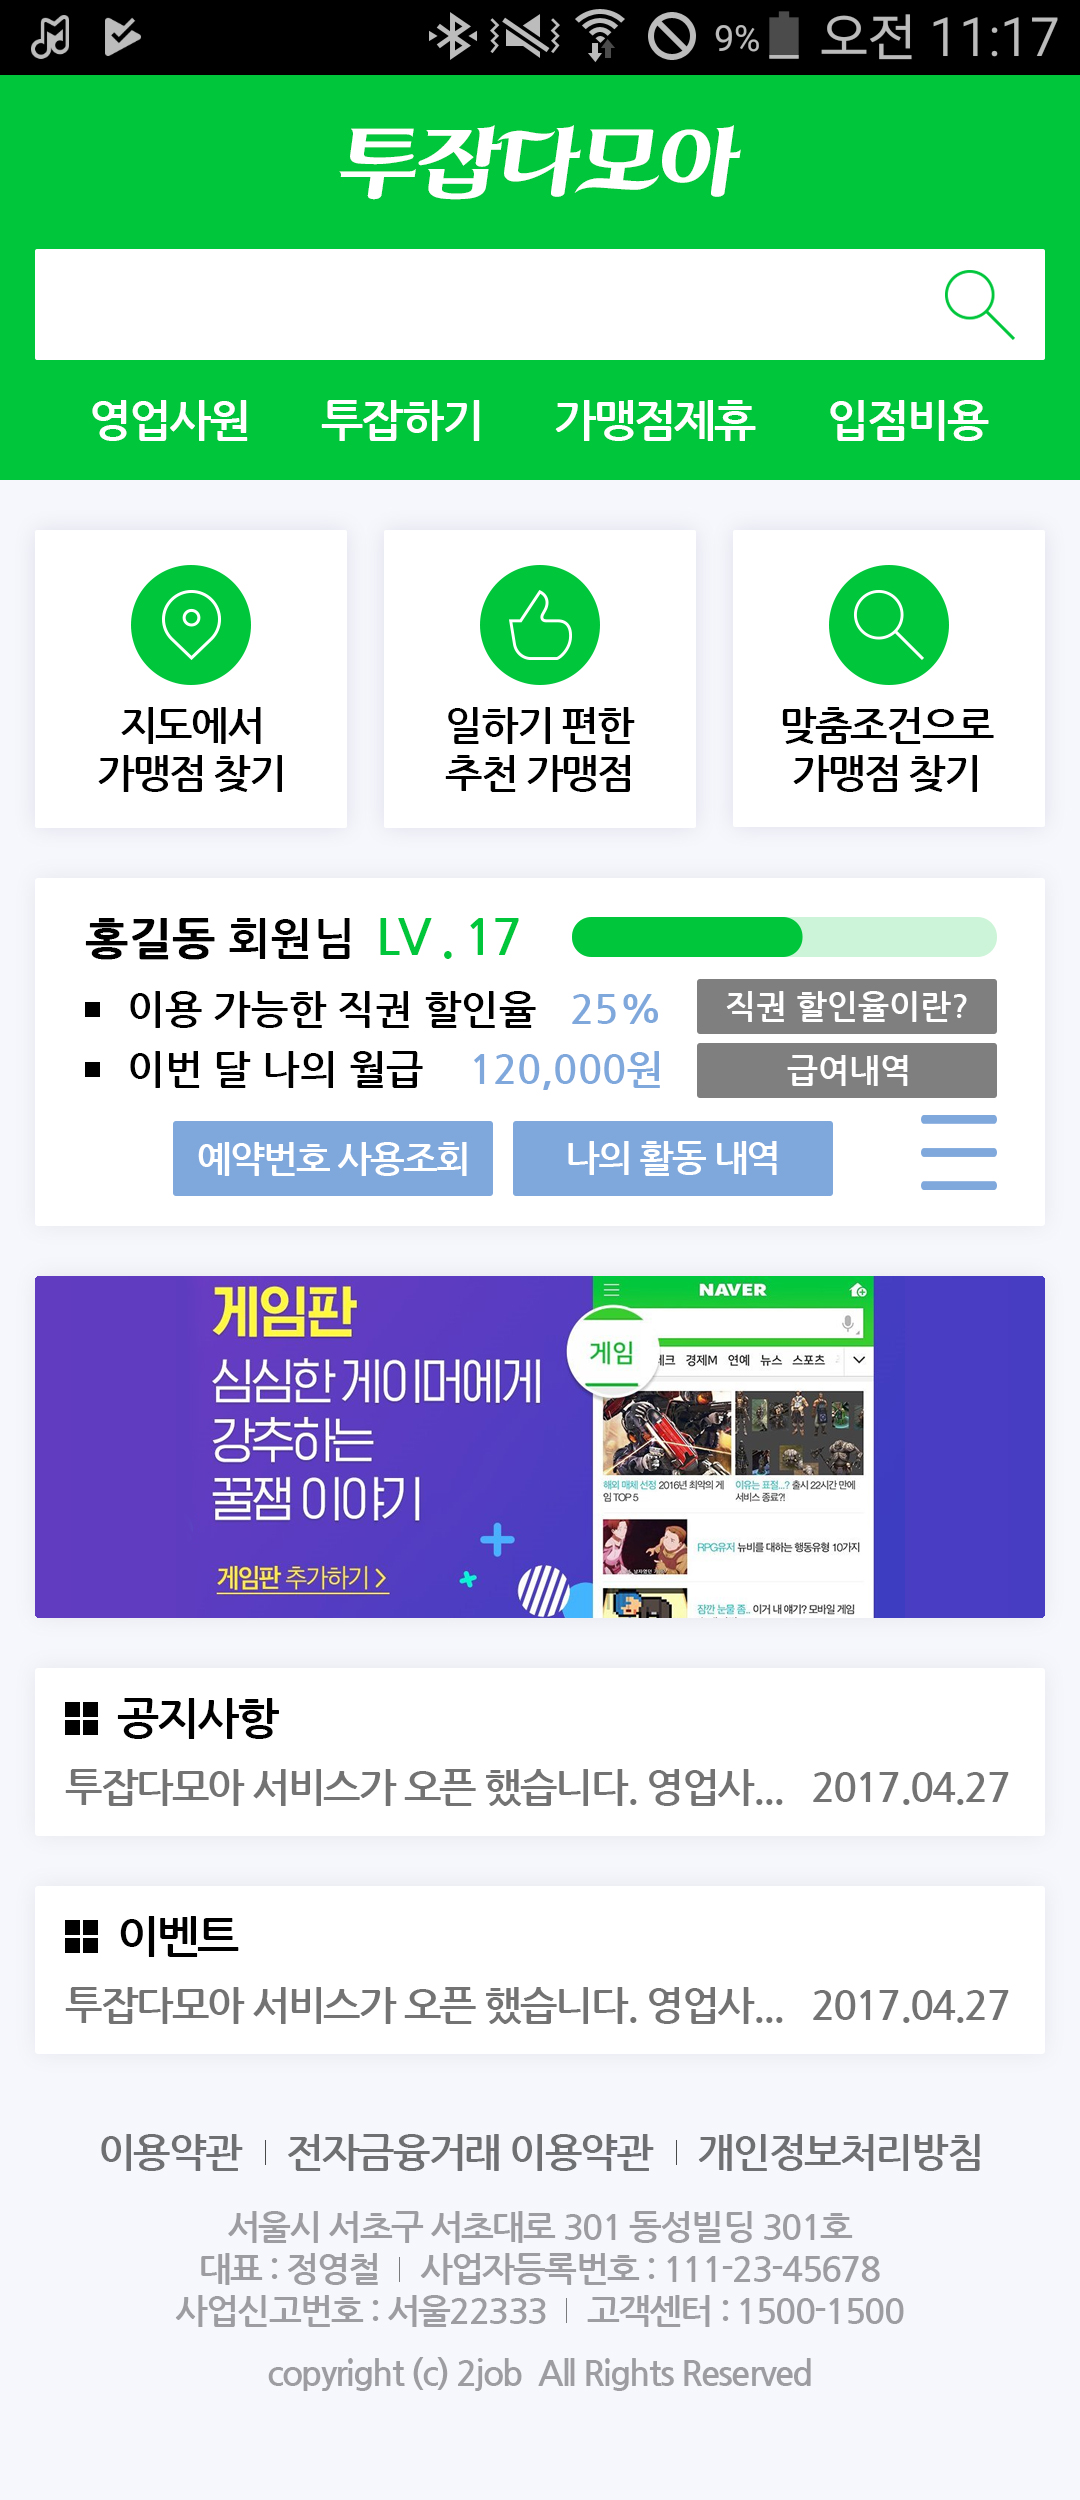 9% 오전 11:17
투잡다모아
영업사원 투잡하기 가맹점제휴 입점비용
지도에서
가맹점 찾기
일하기 편한
추천 가맹점
맞춤조건으로
가맹점 찾기
홍길동 회원님 LV . 17
이용 가능한 직권 할인율 25% 직권 할인율이란?
이번 달 나의 월급 120,000원 급여내역
예약번호 사용조회 나의 활동 내역
게임판
심심한 게이머에게
강추하는
꿀잼 이야기
게임판 추가하기
NAVER
게임
테크 경제M 연예 뉴스 스포츠
해외 매체 선정 2016년 최악의 게
임 TOP 5
이유는 표절...? 출시 22시간 만에
서비스 종료?!
RPG유저 뉴비를 대하는 행동유형 10가지
잠깐 눈물 좀.. 이거 내 얘기? 모바일 게임
공지사항
투잡다모아 서비스가 오픈 했습니다. 영업사... 2017.04.27
이벤트
투잡다모아 서비스가 오픈 했습니다. 영업사... 2017.04.27
이용약관 | 전자금융거래 이용약관 | 개인정보처리방침
서울시 서초구 서초대로 301 동성빌딩 301호
대표 : 정영철 | 사업자등록번호 : 111-23-45678
사업신고번호 : 서울22333 | 고객센터 : 1500-1500
copyright (c) 2job All Rights Reserved